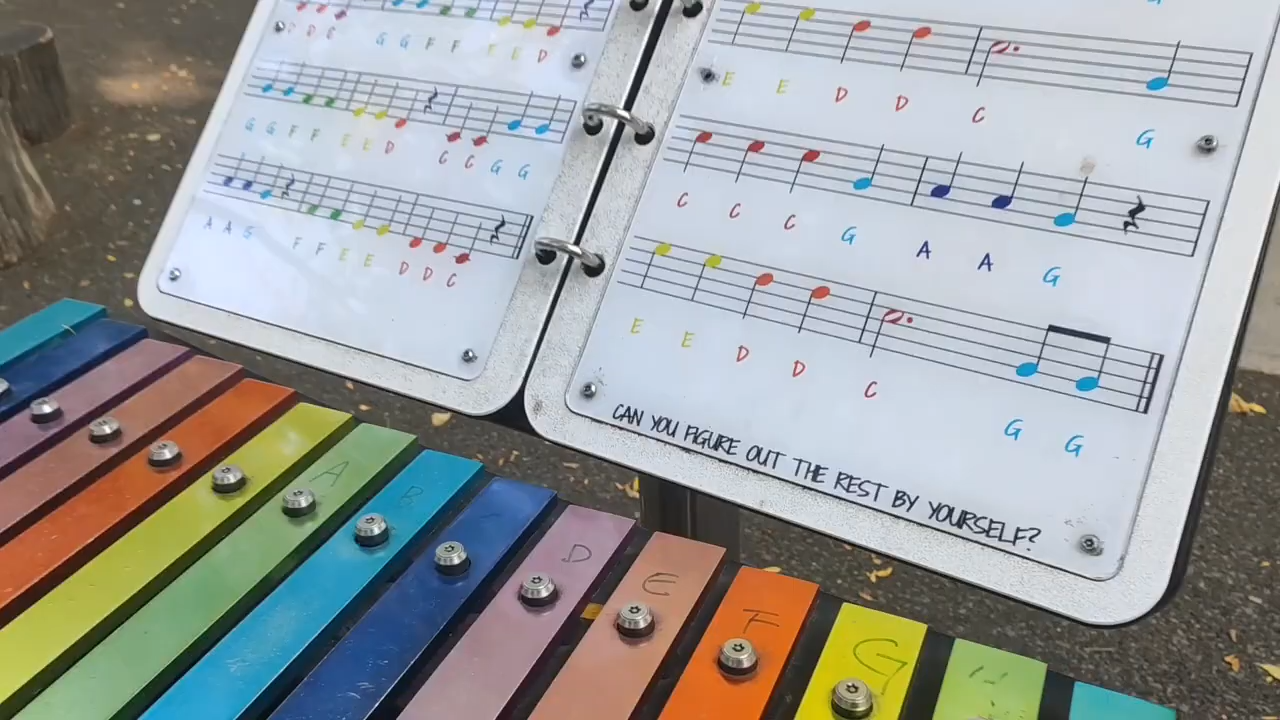 D D C G G F F E E D
G G F F E E D C C G G
A A G F F E E D D C
E E D D C G
C C C G A A G
E E D D C G G
CAN YOU FIGURE OUT THE REST BY YOURSELF?
A B D E F G H